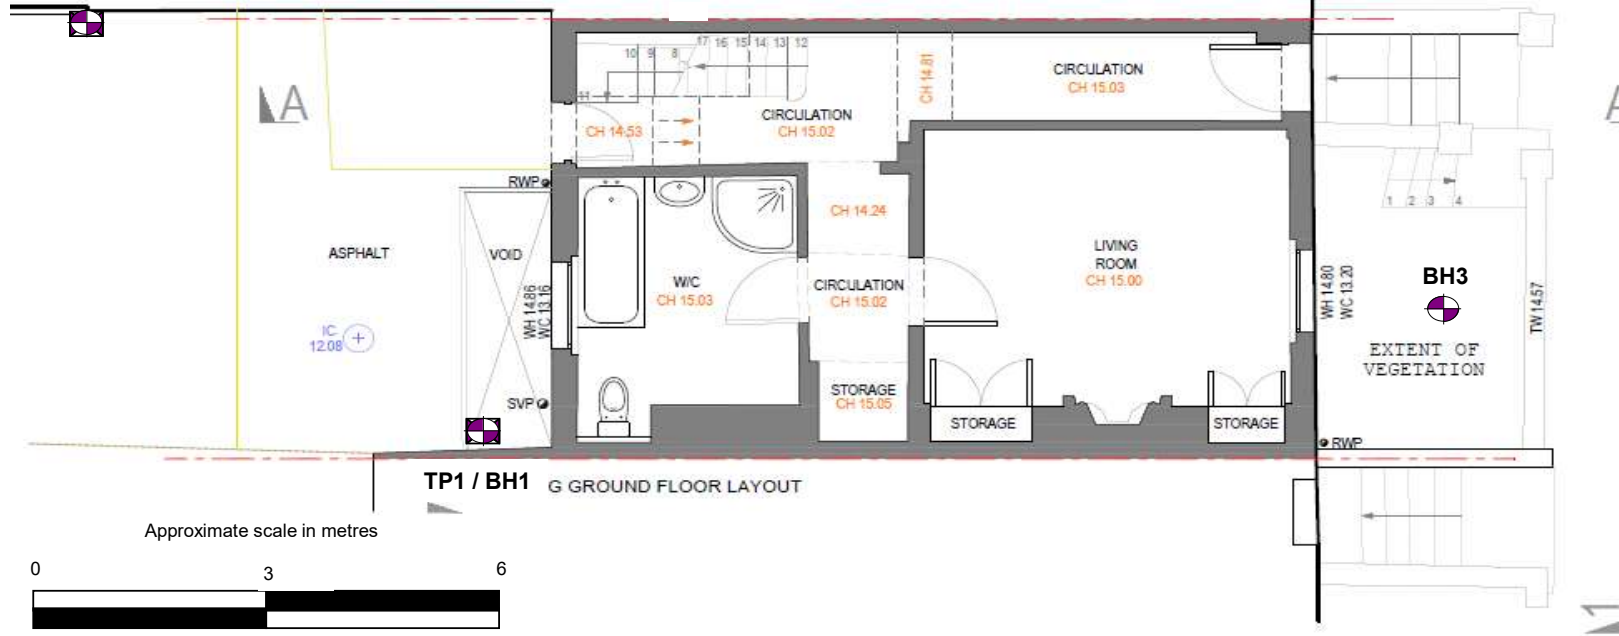 17 16 15 14 13 12
10 9 8
11
A
CH 14.81
CIRCULATION
CH 15.03
CIRCULATION
CH 15.02
CH 14.53
RWP
CH 14.24
1 2 3 4
ASPHALT
VOID
LIVING
ROOM
CH 15.00
W/C
CH 15.03
CIRCULATION
CH 15.02
WH 14.86
WC 13.16
WH 14.80
WC 13.20
BH3
TW 14.57
IC
12.08
EXTENT OF
VEGETATION
SVP
STORAGE
CH 15.05
STORAGE
STORAGE
RWP
TP1 / BH1
G GROUND FLOOR LAYOUT
Approximate scale in metres
0 3 6